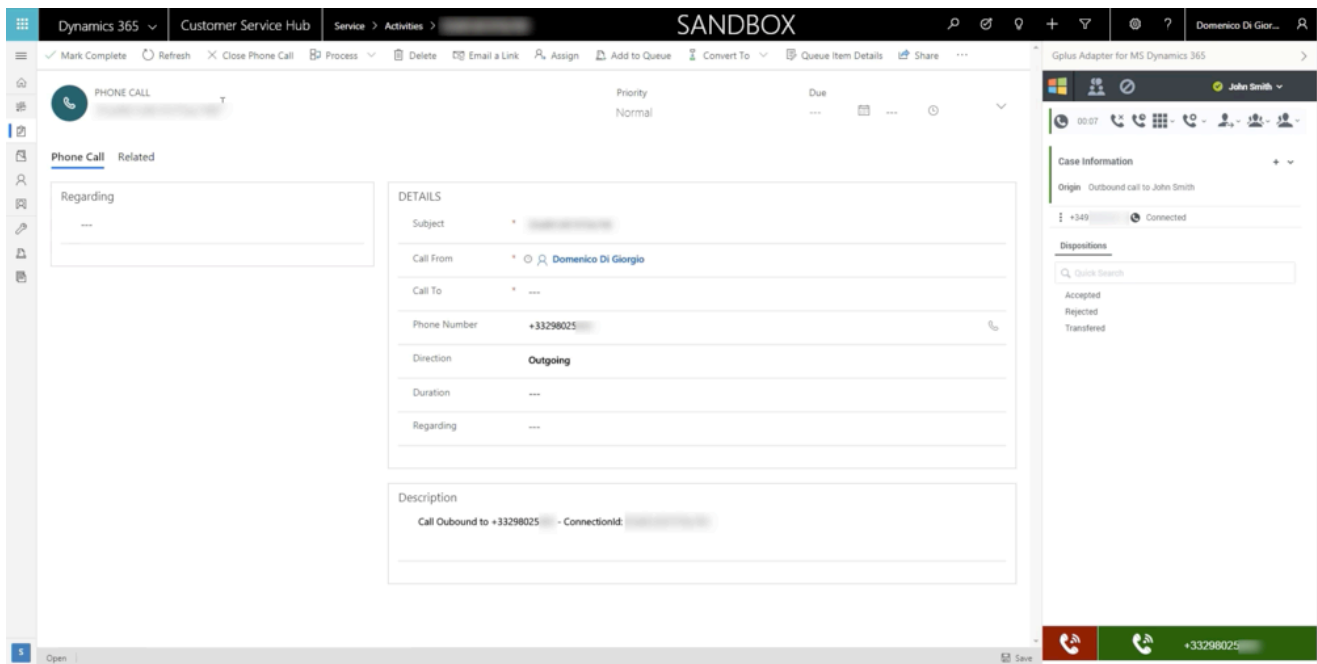 Dynamics 365 Customer Service Hub Service > Activities > SANDBOX + ? Domenico Di Gior...
Mark Complete Refresh Close Phone Call Process Delete Email a Link Assign Add to Queue Convert To Queue Item Details Share ...
Gplus Adapter for MS Dynamics 365 >
John Smith
PHONE CALL
Priority
Normal
Due
---
---
00:07
Phone Call Related
Case Information
Origin Outbound call to John Smith
+349 Connected
Dispositions
Quick Search
Accepted
Rejected
Transfered
Regarding
---
DETAILS
Subject *
Call From * Domenico Di Giorgio
Call To * ---
Phone Number +33298025
Direction Outgoing
Duration ---
Regarding ---
Description
Call Oubound to +33298025 - ConnectionId:
S
Open
Save
+33298025